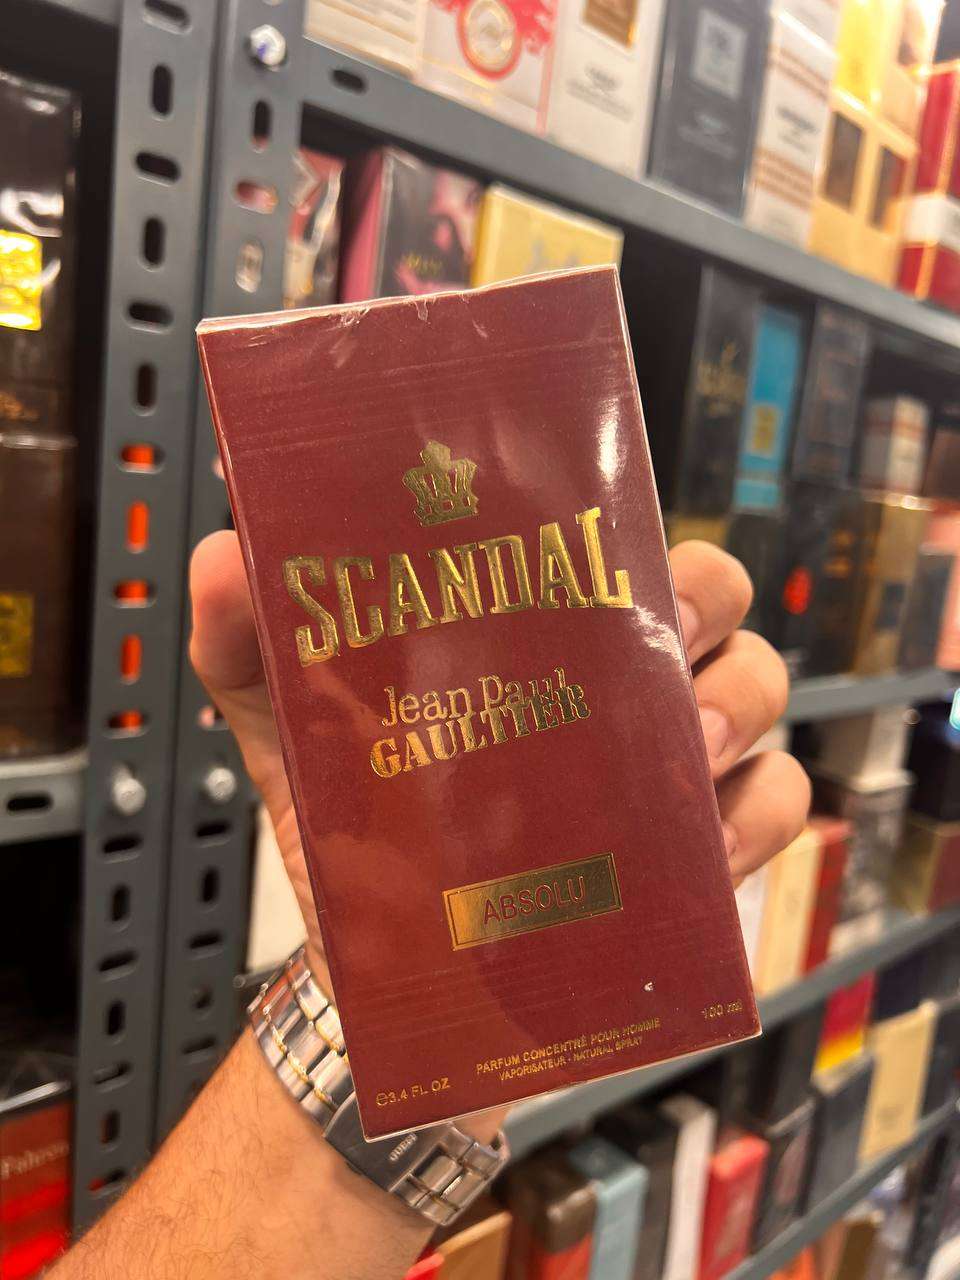 SCANDAL
Jean Paul
GAULTIER
ABSOLU
100 ml
PARFUM CONCENTRÉ POUR HOMME
VAPORISATEUR - NATURAL SPRAY
℮3.4 FL OZ
GUESS